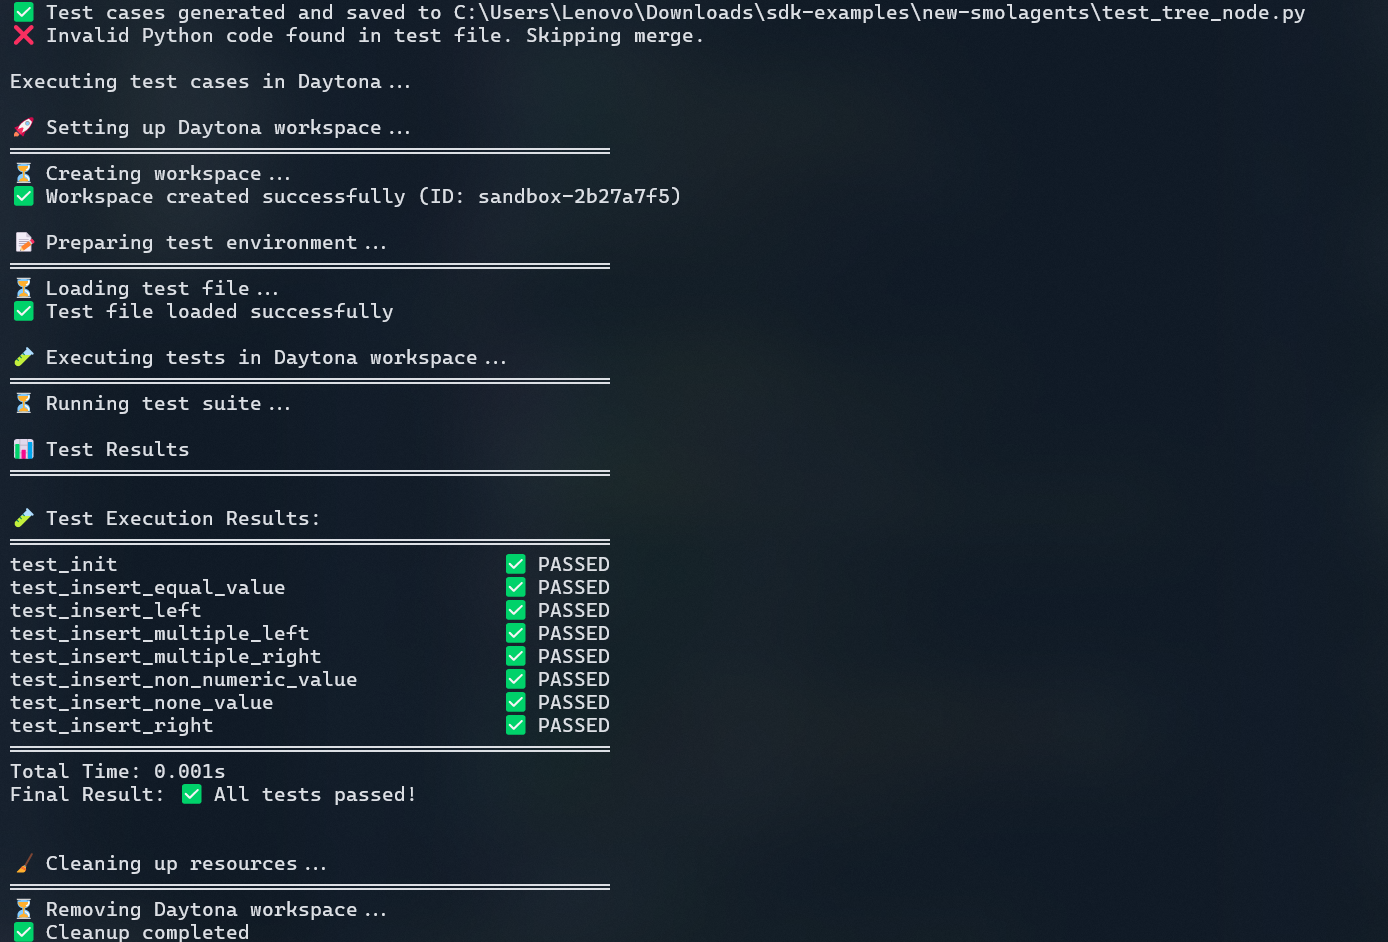 ✅ Test cases generated and saved to C:\Users\Lenovo\Downloads\sdk-examples\new-smolagents\test_tree_node.py
❌ Invalid Python code found in test file. Skipping merge.
Executing test cases in Daytona...
🚀 Setting up Daytona workspace...
⏳ Creating workspace...
✅ Workspace created successfully (ID: sandbox-2b27a7f5)
📝 Preparing test environment...
⏳ Loading test file...
✅ Test file loaded successfully
🧪 Executing tests in Daytona workspace...
⏳ Running test suite...
📊 Test Results
🧪 Test Execution Results:
test_init ✅ PASSED
test_insert_equal_value ✅ PASSED
test_insert_left ✅ PASSED
test_insert_multiple_left ✅ PASSED
test_insert_multiple_right ✅ PASSED
test_insert_non_numeric_value ✅ PASSED
test_insert_none_value ✅ PASSED
test_insert_right ✅ PASSED
Total Time: 0.001s
Final Result: ✅ All tests passed!
🧹 Cleaning up resources...
⏳ Removing Daytona workspace...
✅ Cleanup completed